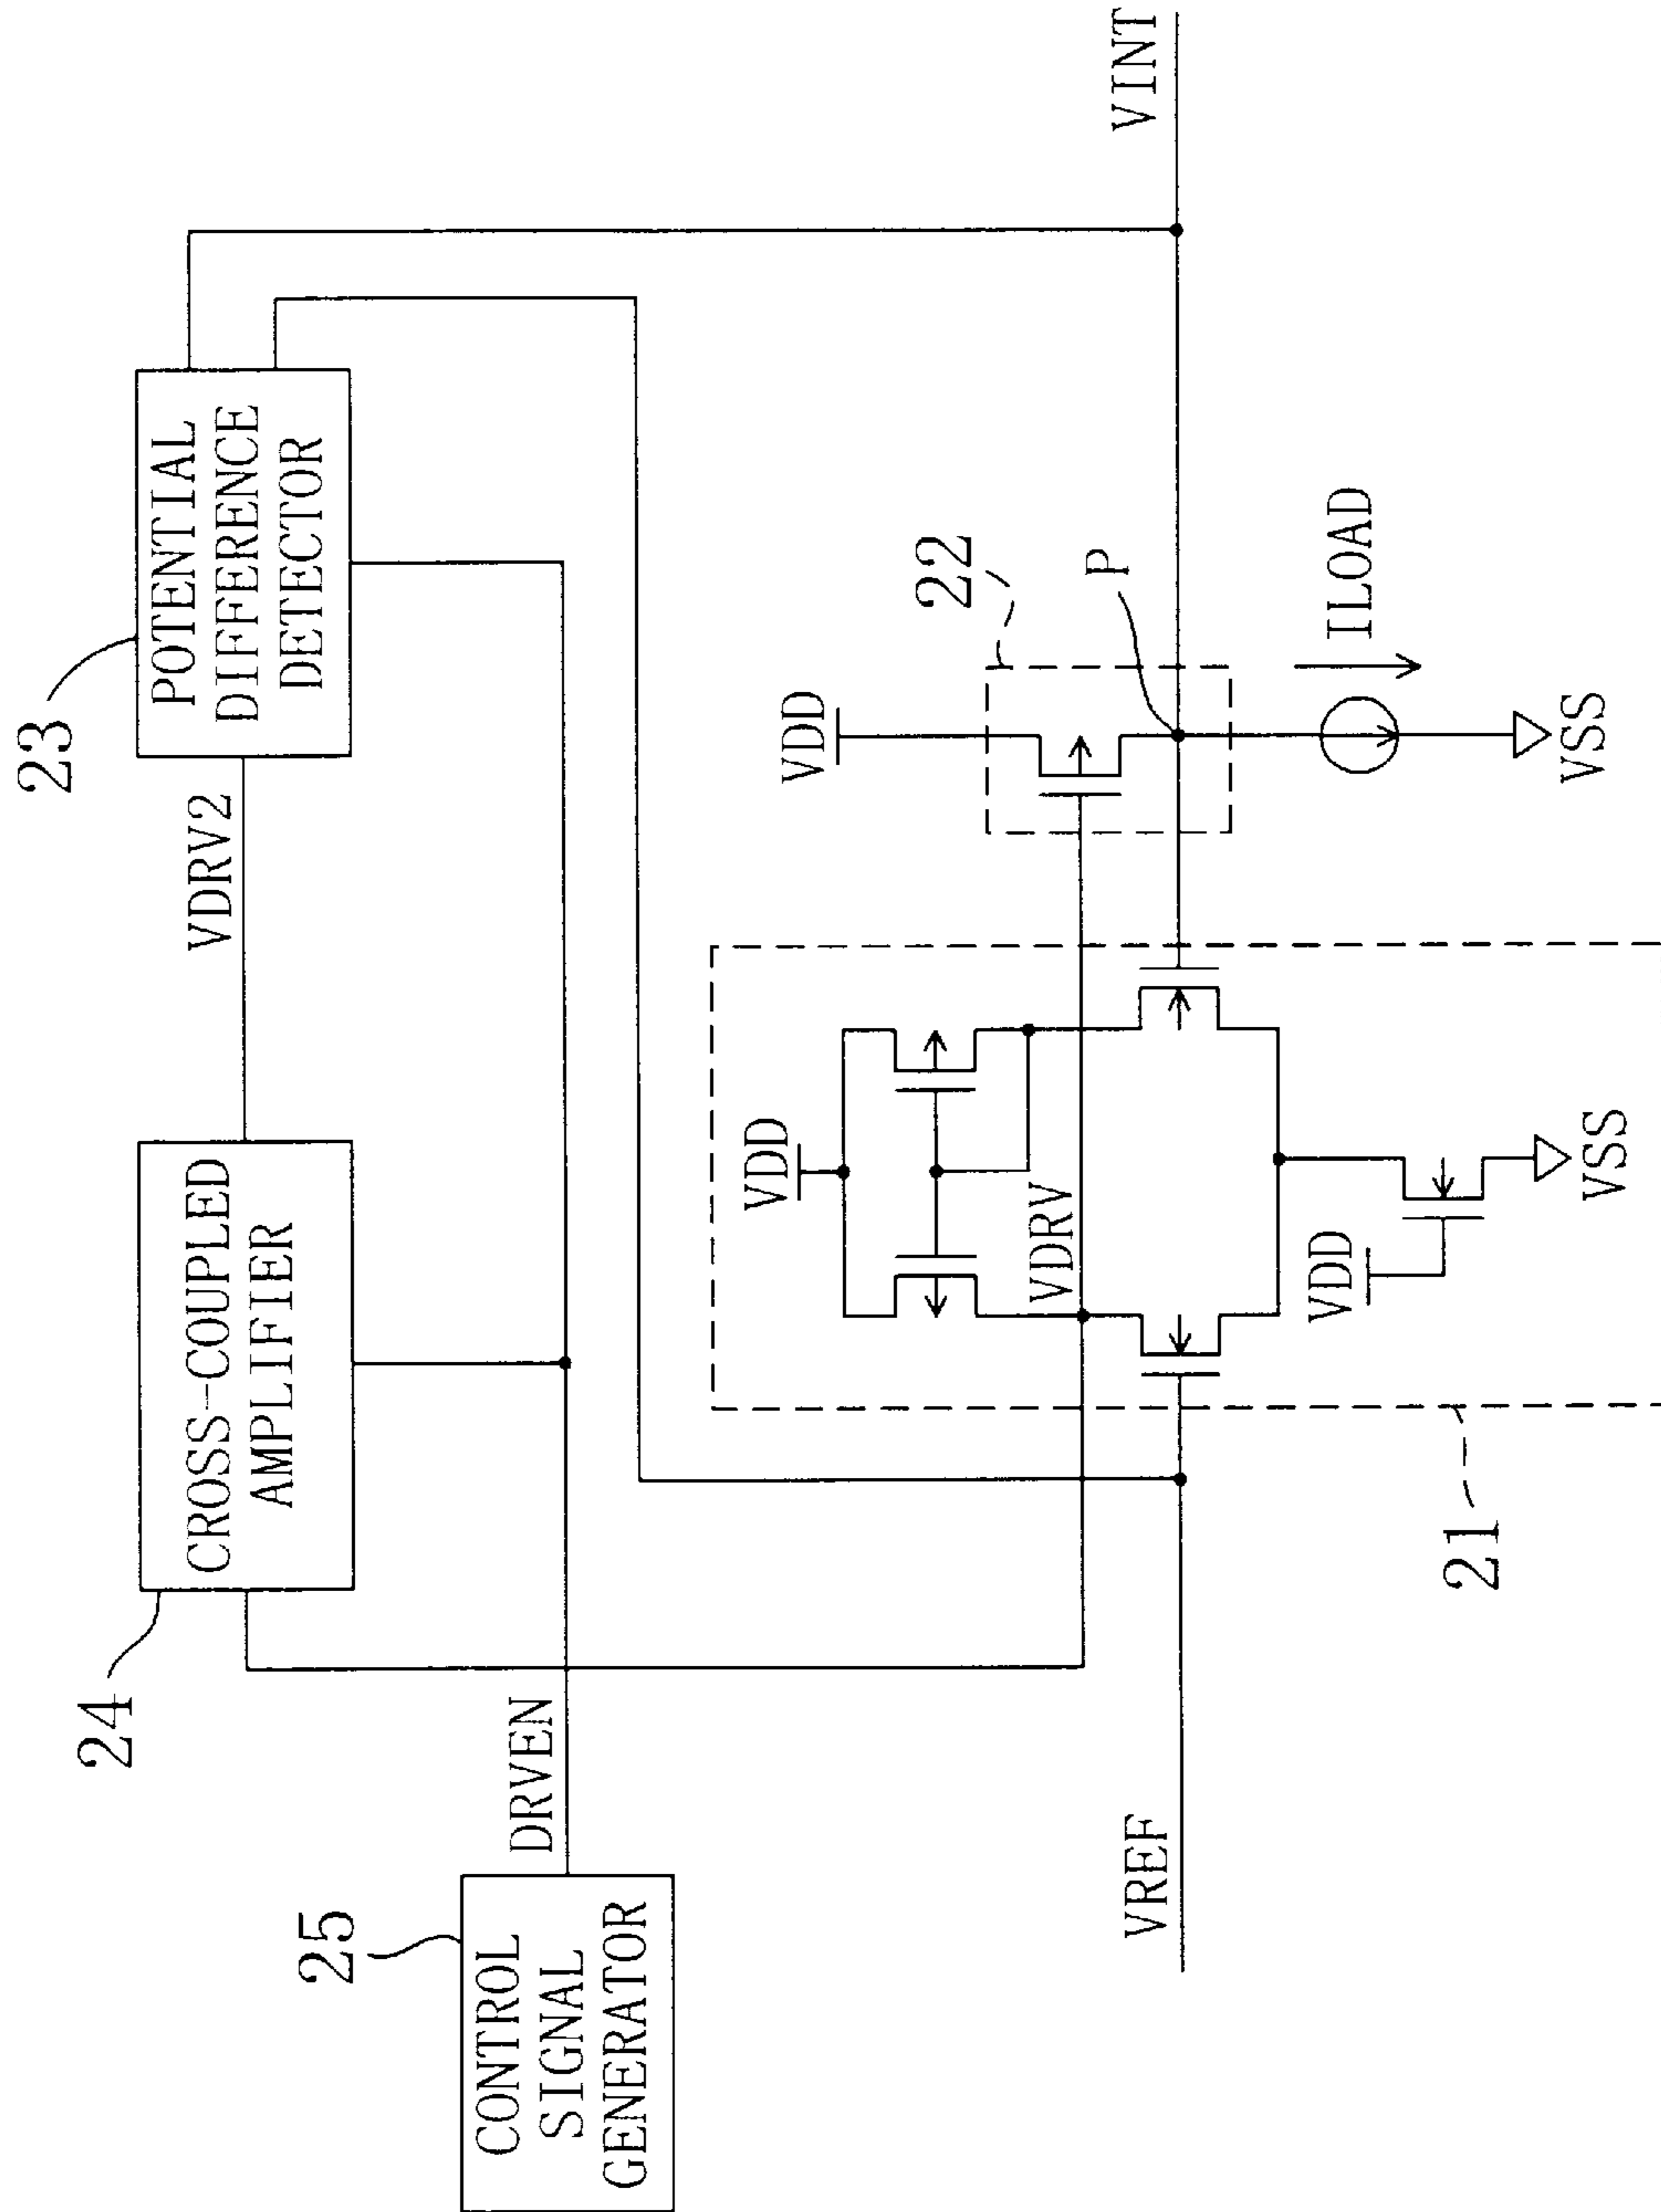 23
POTENTIAL
DIFFERENCE
DETECTOR
24
CROSS-COUPLED
AMPLIFIER
VDRV2
25
CONTROL
SIGNAL
GENERATOR
DRVEN
22
VDD
P
VINT
ILOAD
VSS
VDD
VDRV
VDD
VSS
VREF
21